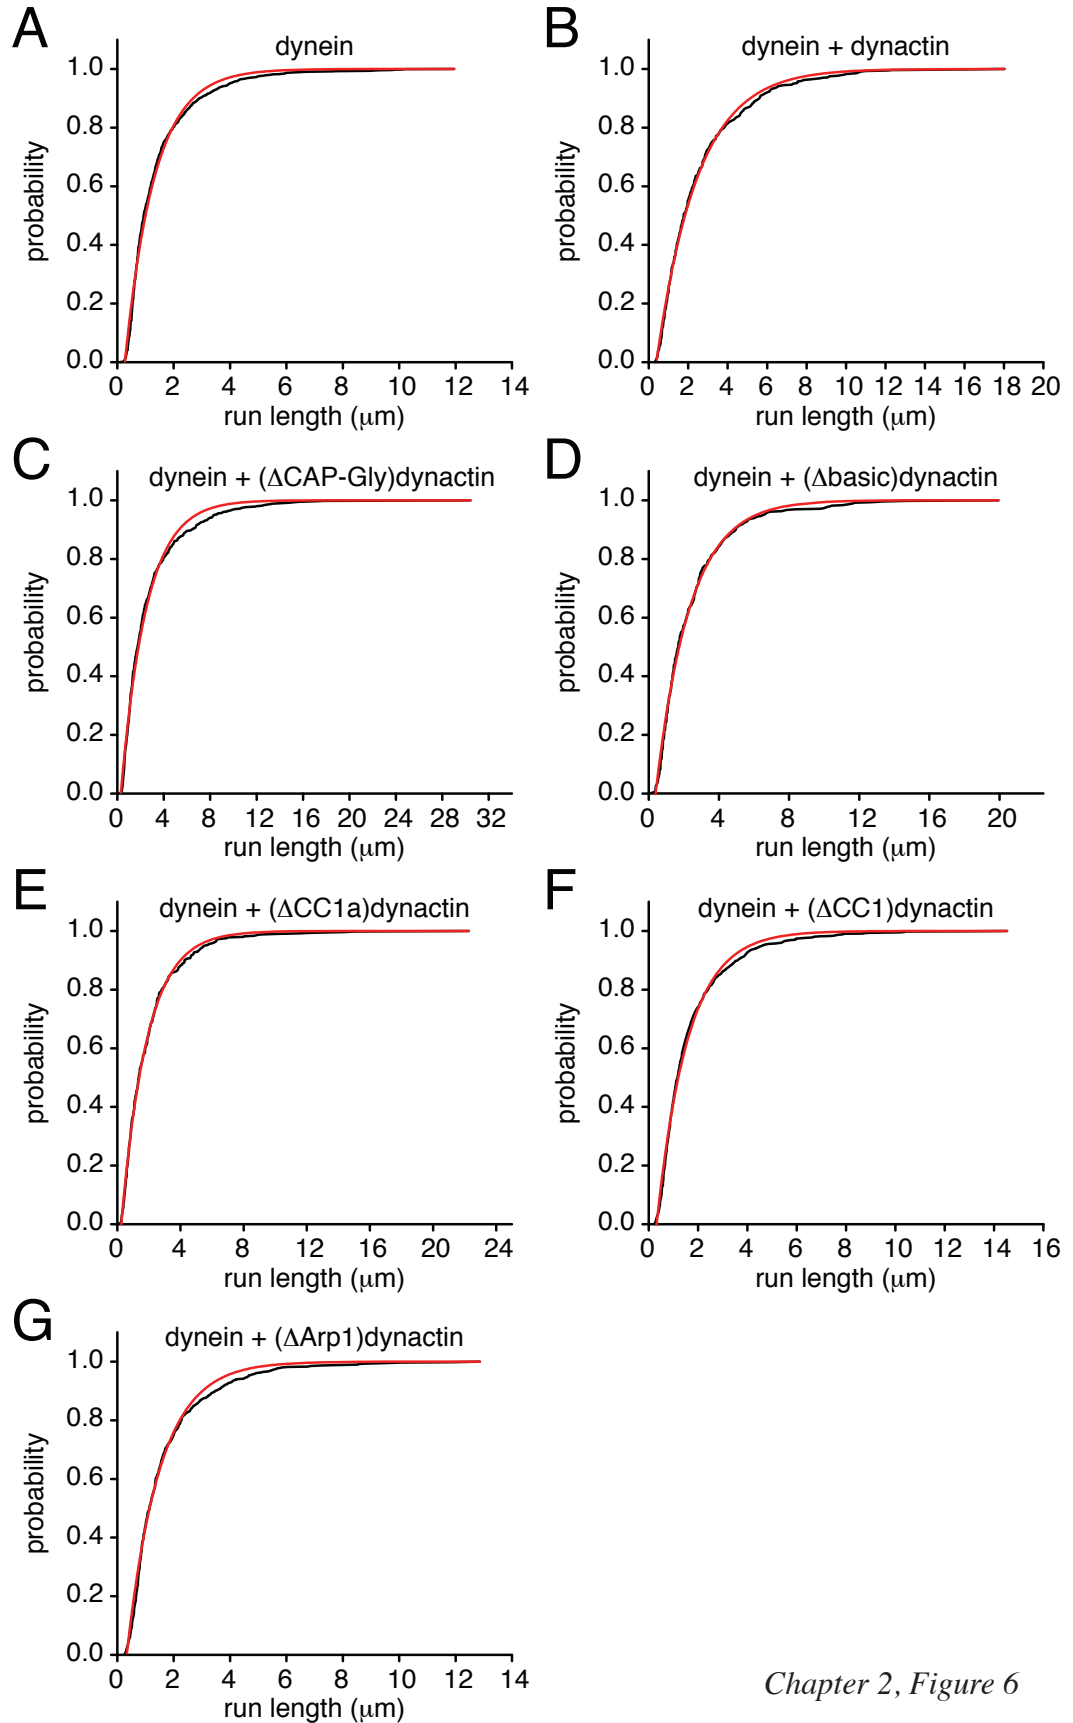 A
dynein
probability
1.0
0.8
0.6
0.4
0.2
0.0
0 2 4 6 8 10 12 14
run length (μm)
B
dynein + dynactin
probability
1.0
0.8
0.6
0.4
0.2
0.0
0 2 4 6 8 10 12 14 16 18 20
run length (μm)
C
dynein + (ΔCAP-Gly)dynactin
probability
1.0
0.8
0.6
0.4
0.2
0.0
0 4 8 12 16 20 24 28 32
run length (μm)
D
dynein + (Δbasic)dynactin
probability
1.0
0.8
0.6
0.4
0.2
0.0
0 4 8 12 16 20
run length (μm)
E
dynein + (ΔCC1a)dynactin
probability
1.0
0.8
0.6
0.4
0.2
0.0
0 4 8 12 16 20 24
run length (μm)
F
dynein + (ΔCC1)dynactin
probability
1.0
0.8
0.6
0.4
0.2
0.0
0 2 4 6 8 10 12 14 16
run length (μm)
G
dynein + (ΔArp1)dynactin
probability
1.0
0.8
0.6
0.4
0.2
0.0
0 2 4 6 8 10 12 14
run length (μm)
Chapter 2, Figure 6